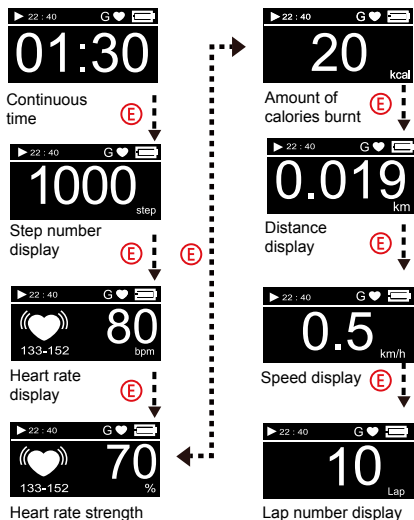 22 : 40 G
01:30
Continuous
time
E
22 : 40 G
1000
step
Step number
display
E
E
22 : 40 G
80
bpm
133-152
Heart rate
display
E
22 : 40 G
70
%
133-152
Heart rate strength
22 : 40 G
20
kcal
Amount of
calories burnt
E
22 : 40 G
0.019
km
Distance
display
E
22 : 40 G
0.5
km/h
Speed display
E
22 : 40 G
10
Lap
Lap number display